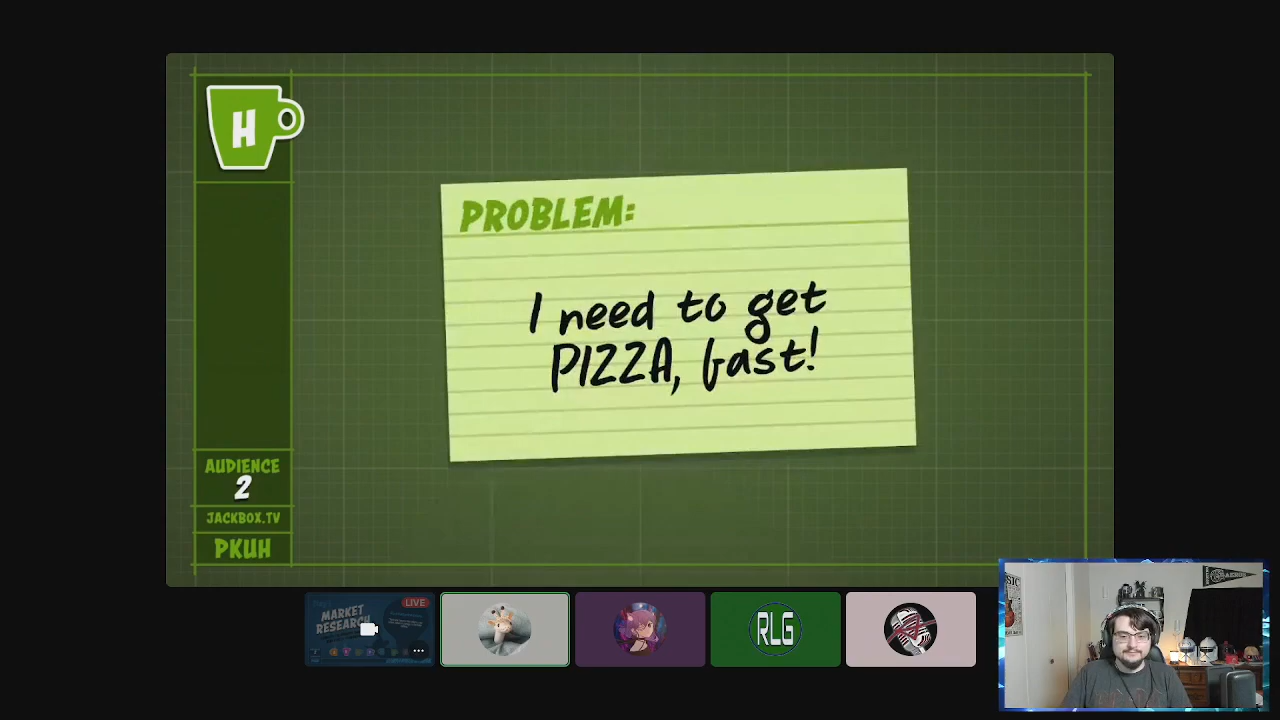 H
PROBLEM:
I need to get
PIZZA, fast!
AUDIENCE
2
JACKBOX.TV
PKUH
LIVE
MARKET
RESEARCH
RLG